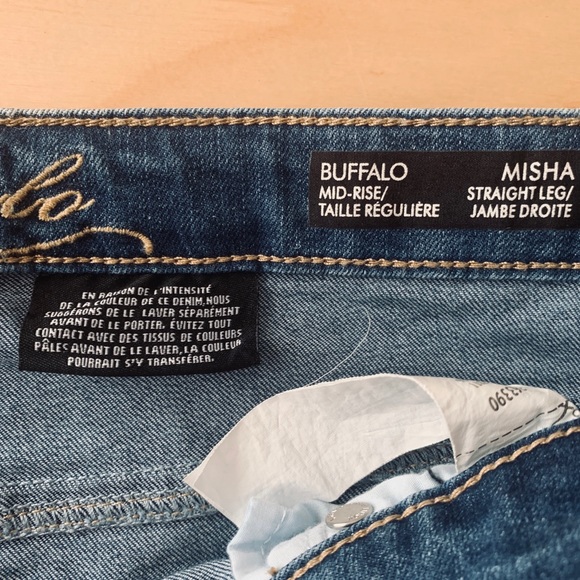 BUFFALO MISHA
MID-RISE/ STRAIGHT LEG/
TAILLE RÉGULIÈRE JAMBE DROITE
lo
EN RAISON DE L'INTENSITÉ
DE LA COULEUR DE CE DENIM, NOUS
SUGGÉRONS DE LE LAVER SÉPARÉMENT
AVANT DE LE PORTER. ÉVITEZ TOUT
CONTACT AVEC DES TISSUS DE COULEURS
PÂLES AVANT DE LE LAVER, LA COULEUR
POURRAIT S'Y TRANSFÉRER.
3390